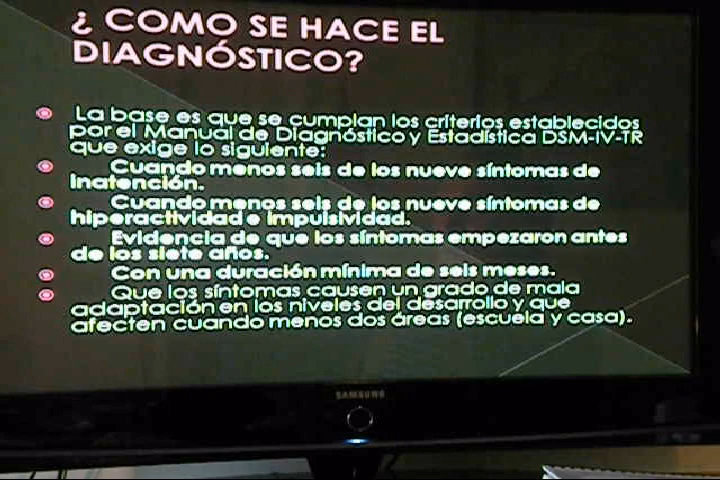 ¿ COMO SE HACE EL
DIAGNÓSTICO?
La base es que se cumplan los criterios establecidos
por el Manual de Diagnóstico y Estadística DSM-IV-TR
que exige lo siguiente:
Cuando menos seis de los nueve síntomas de
inatención.
Cuando menos seis de los nueve síntomas de
hiperactividad e impulsividad.
Evidencia de que los síntomas empezaron antes
de los siete años.
Con una duración mínima de seis meses.
Que los síntomas causen un grado de mala
adaptación en los niveles del desarrollo y que
afecten cuando menos dos áreas (escuela y casa).
SAMSUNG